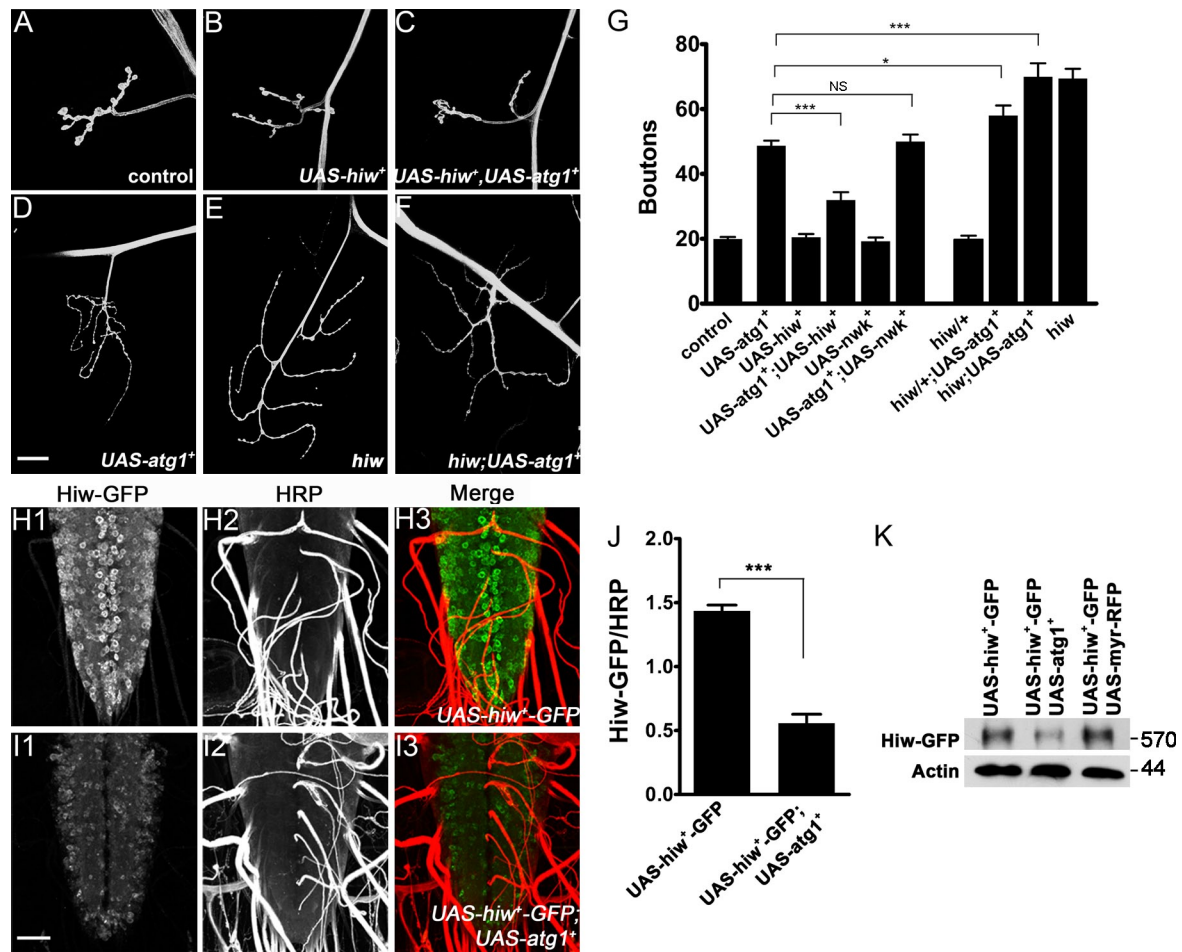 A
control
B
UAS-hiw⁺
C
UAS-hiw⁺,UAS-atg1⁺
D
UAS-atg1⁺
E
hiw
F
hiw;UAS-atg1⁺
G
Boutons
80
60
40
20
0
***
*
NS
***
control
UAS-atg1⁺
UAS-hiw⁺
UAS-atg1⁺;UAS-hiw⁺
UAS-nwk⁺
UAS-atg1⁺;UAS-nwk⁺
hiw/+
hiw/+;UAS-atg1⁺
hiw;UAS-atg1⁺
hiw
Hiw-GFP
HRP
Merge
H1
H2
H3
UAS-hiw⁺-GFP
I1
I2
I3
UAS-hiw⁺-GFP;
UAS-atg1⁺
J
Hiw-GFP/HRP
2.0
1.5
1.0
0.5
0.0
***
UAS-hiw⁺-GFP
UAS-hiw⁺-GFP;
UAS-atg1⁺
K
UAS-hiw⁺-GFP
UAS-hiw⁺-GFP
UAS-atg1⁺
UAS-hiw⁺-GFP
UAS-myr-RFP
Hiw-GFP
-570
Actin
-44